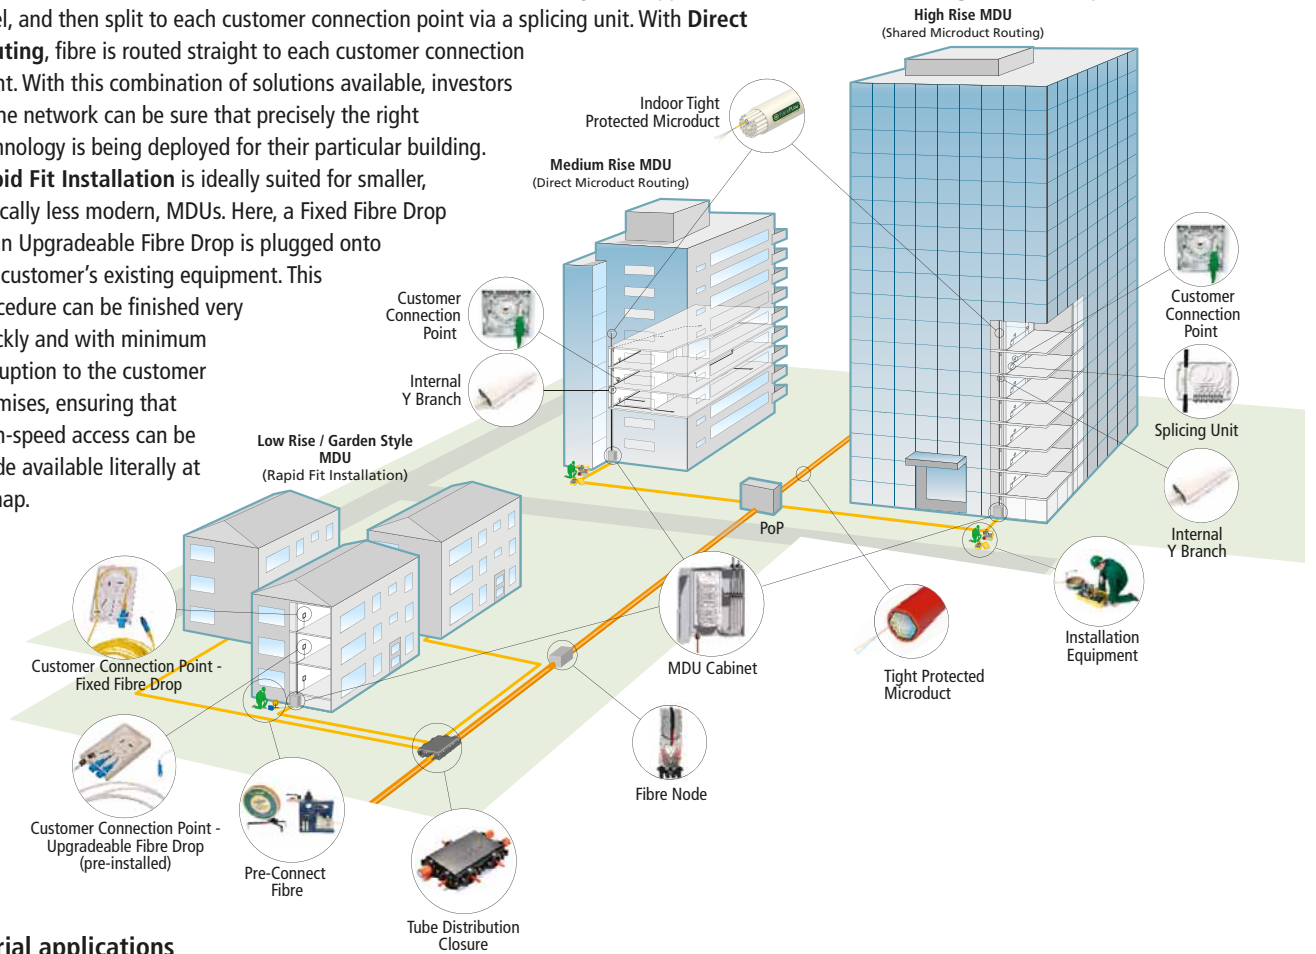 el, and then split to each customer connection point via a splicing unit. With Direct
uting, fibre is routed straight to each customer connection
nt. With this combination of solutions available, investors
he network can be sure that precisely the right
hnology is being deployed for their particular building.
pid Fit Installation is ideally suited for smaller,
ically less modern, MDUs. Here, a Fixed Fibre Drop
n Upgradeable Fibre Drop is plugged onto
customer's existing equipment. This
cedure can be finished very
ckly and with minimum
uption to the customer
mises, ensuring that
h-speed access can be
de available literally at
nap.
High Rise MDU
(Shared Microduct Routing)
Indoor Tight
Protected Microduct
Medium Rise MDU
(Direct Microduct Routing)
Customer
Connection
Point
Internal
Y Branch
Customer
Connection
Point
Splicing Unit
Internal
Y Branch
Low Rise / Garden Style
MDU
(Rapid Fit Installation)
PoP
Customer Connection Point -
Fixed Fibre Drop
MDU Cabinet
Tight Protected
Microduct
Installation
Equipment
Fibre Node
Customer Connection Point -
Upgradeable Fibre Drop
(pre-installed)
Pre-Connect
Fibre
Tube Distribution
Closure
rial applications